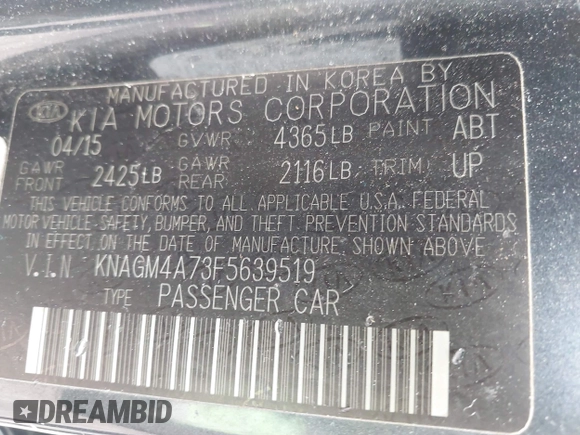 MANUFACTURED IN KOREA BY
KIA KIA MOTORS CORPORATION
04/15 GVWR 4365LB PAINT ABT
GAWR FRONT 2425LB GAWR REAR 2116LB TRIM UP
THIS VEHICLE CONFORMS TO ALL APPLICABLE U.S.A. FEDERAL
MOTOR VEHICLE SAFETY, BUMPER, AND THEFT PREVENTION STANDARDS
IN EFFECT ON THE DATE OF MANUFACTURE SHOWN ABOVE
V.I.N KNAGM4A73F5639519
TYPE PASSENGER CAR
DREAMBID